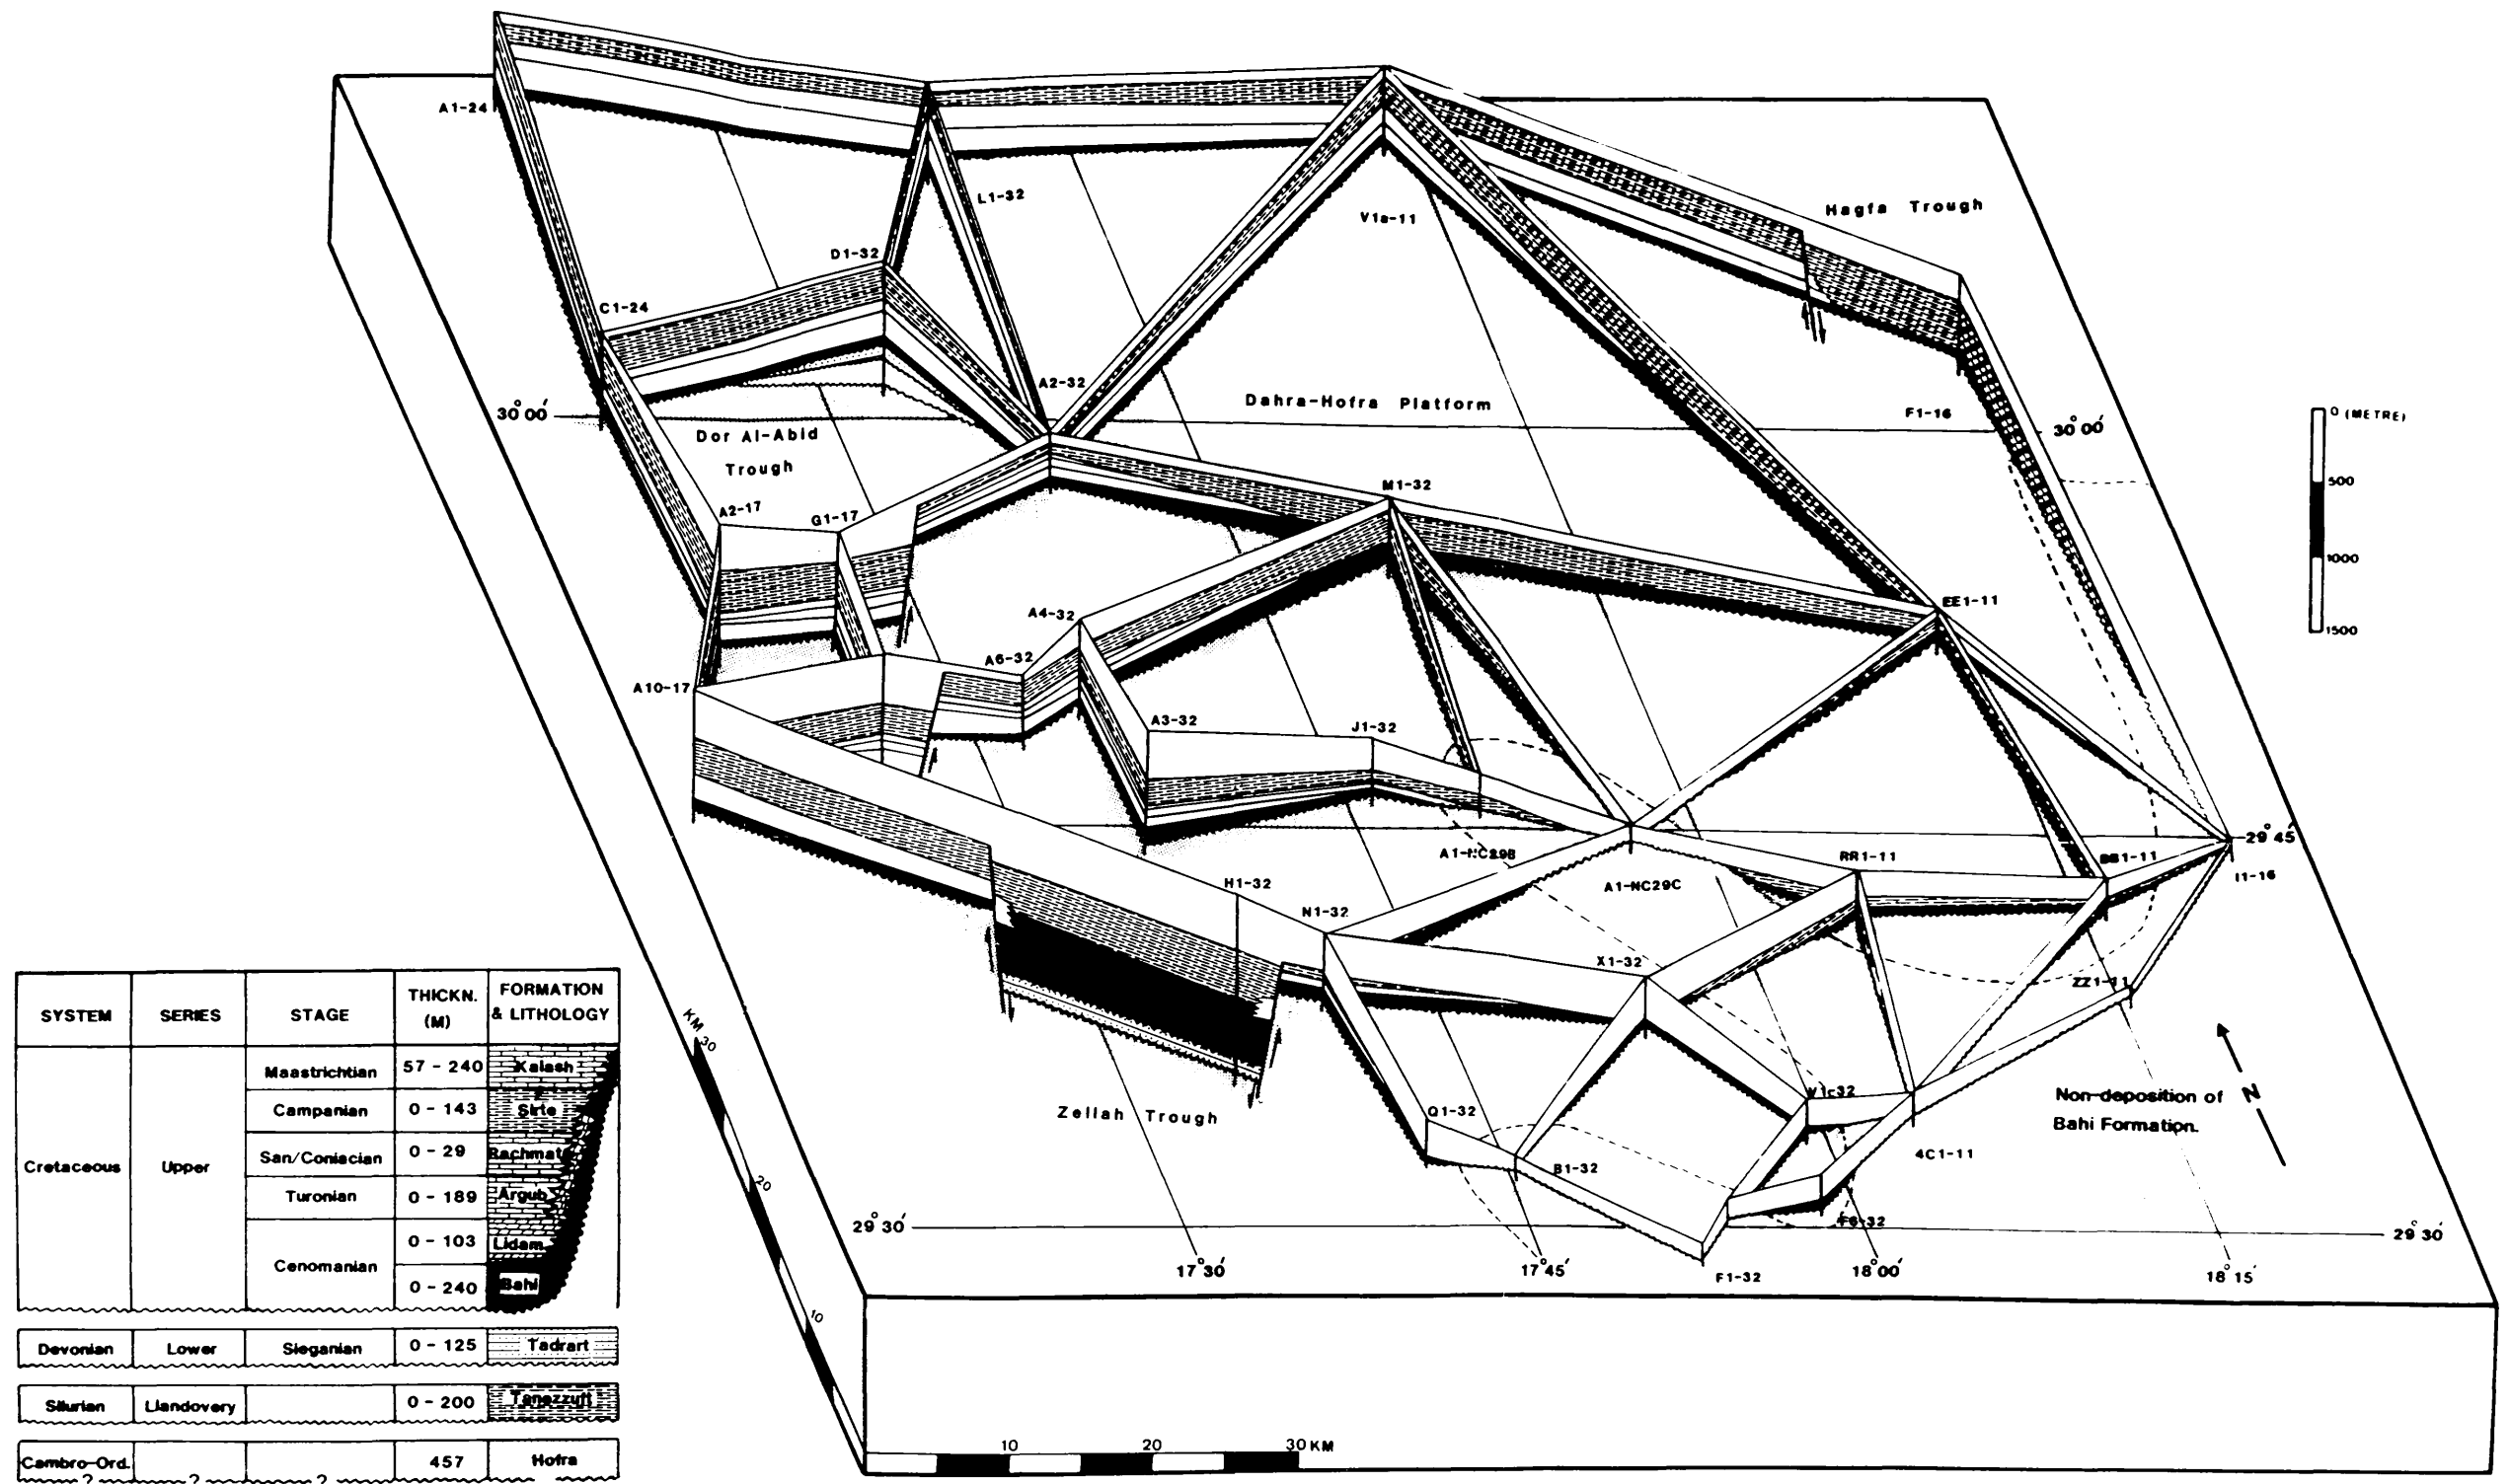 A1-24
L1-32
V1a-11
Hagfa Trough
D1-32
C1-24
A2-32
Dahra-Hofra Platform
F1-16
30° 00′
30° 00′
0 (METRE)
500
1000
1500
Dor Al-Abid
Trough
A2-17
G1-17
M1-32
EE1-11
A4-32
A6-32
A10-17
A3-32
J1-32
29° 45′
A1-NC29B
RR1-11
BB1-11
I1-16
A1-NC29C
H1-32
N1-32
X1-32
ZZ1-11
Zellah Trough
Q1-32
B1-32
4C1-11
F6-32
F1-32
Non-deposition of
Bahi Formation.
N
29° 30′
29° 30′
17° 30′
17° 45′
18° 00′
18° 15′
KM 30
20
10
10 20 30 KM
SYSTEM SERIES STAGE THICKN. (M) FORMATION & LITHOLOGY
Cretaceous Upper
Maastrichtian 57 - 240 Kalash
Campanian 0 - 143 Sirte
San/Coniacian 0 - 29 Rachmat
Turonian 0 - 189 Argub
Cenomanian 0 - 103 Lidam
0 - 240 Bahi
Devonian Lower Sieganian 0 - 125 Tadrart
Silurian Llandovery 0 - 200 Tanezzuft
Cambro-Ord. 457 Hofra
? ? ?